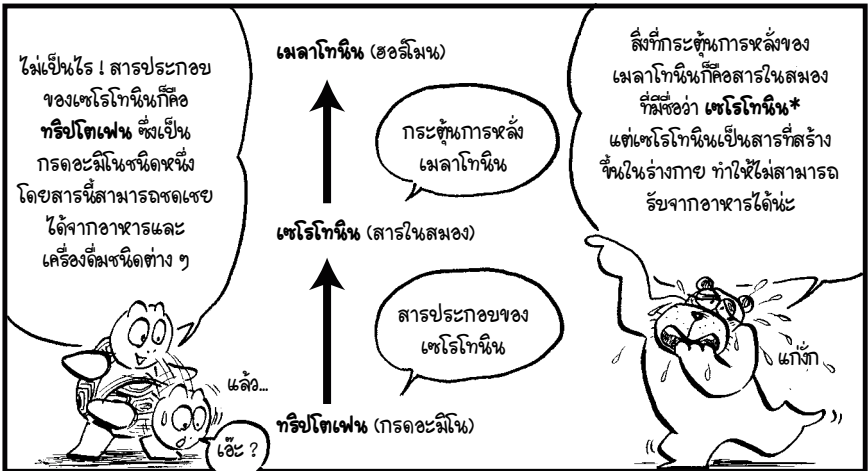 สิ่งที่กระตุ้นการหลั่งของ
เมลาโทนินก็คือสารในสมอง
ที่มีชื่อว่า เซโรโทนิน*
แต่เซโรโทนินเป็นสารที่สร้าง
ขึ้นในร่างกาย ทำให้ไม่สามารถ
รับจากอาหารได้น่ะ
แก่งั่ก
เมลาโทนิน (ฮอร์โมน)
กระตุ้นการหลั่ง
เมลาโทนิน
เซโรโทนิน (สารในสมอง)
สารประกอบของ
เซโรโทนิน
ทริปโตเฟน (กรดอะมิโน)
ไม่เป็นไร ! สารประกอบ
ของเซโรโทนินก็คือ
ทริปโตเฟน ซึ่งเป็น
กรดอะมิโนชนิดหนึ่ง
โดยสารนี้สามารถชดเชย
ได้จากอาหารและ
เครื่องดื่มชนิดต่าง ๆ
แล้ว...
เอ๊ะ ?